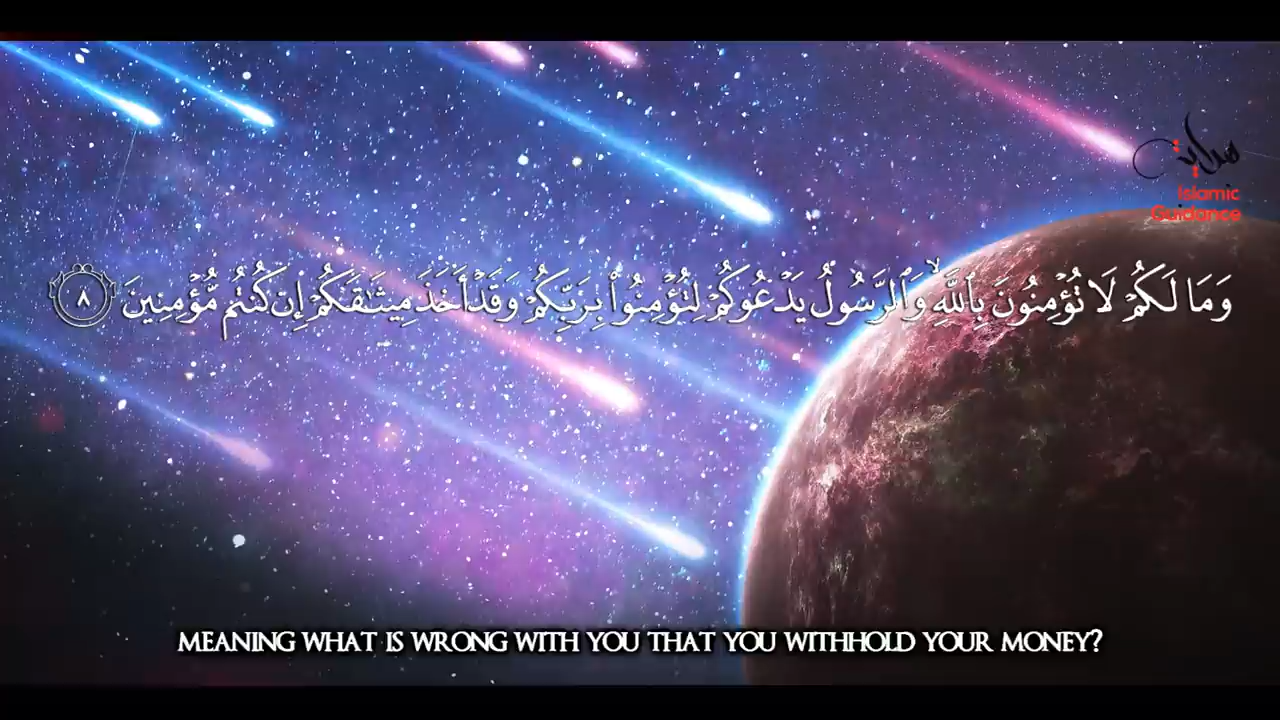 هداية
Islamic
Guidance
وَمَا لَكُمْ لَا تُؤْمِنُونَ بِٱللَّهِ ۙ وَٱلرَّسُولُ يَدْعُوكُمْ لِتُؤْمِنُوا۟ بِرَبِّكُمْ وَقَدْ أَخَذَ مِيثَـٰقَكُمْ إِن كُنتُم مُّؤْمِنِينَ ٨
MEANING WHAT IS WRONG WITH YOU THAT YOU WITHHOLD YOUR MONEY?